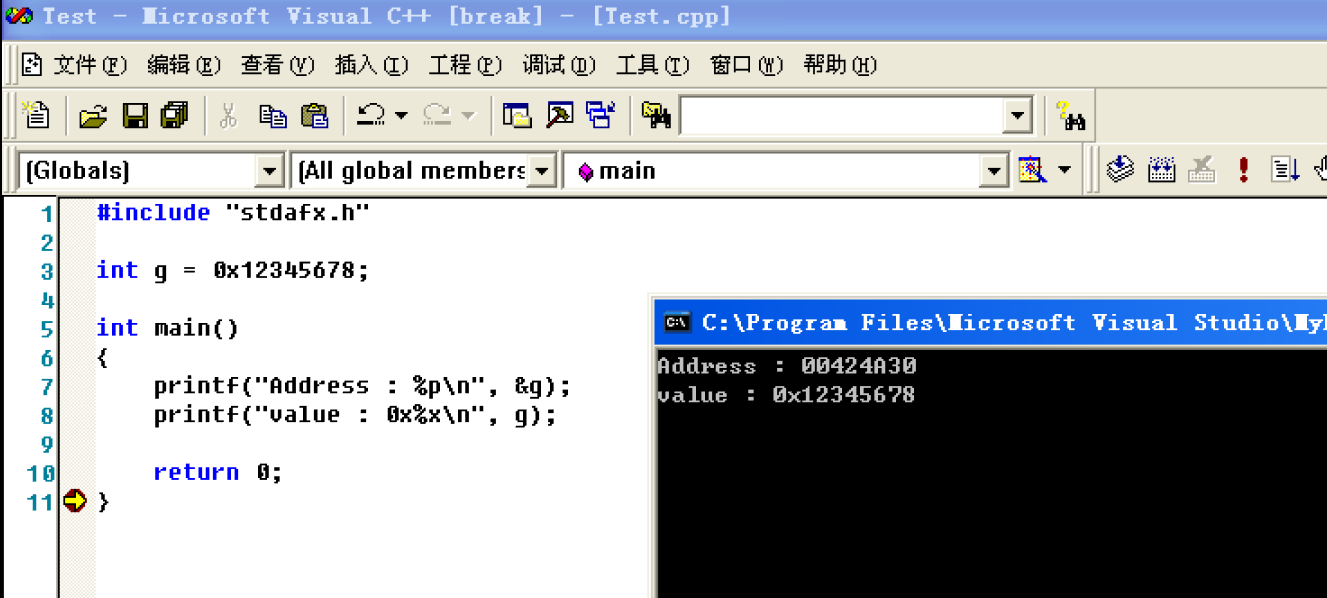 Test - Microsoft Visual C++ [break] - [Test.cpp]
文件(F) 编辑(E) 查看(V) 插入(I) 工程(P) 调试(D) 工具(T) 窗口(W) 帮助(H)
(Globals) (All global members main
1 #include "stdafx.h"
2
3 int g = 0x12345678;
4
5 int main()
6 {
7 printf("Address : %p\n", &g);
8 printf("value : 0x%x\n", g);
9
10 return 0;
11 }
C:\Program Files\Microsoft Visual Studio\My
Address : 00424A30
value : 0x12345678